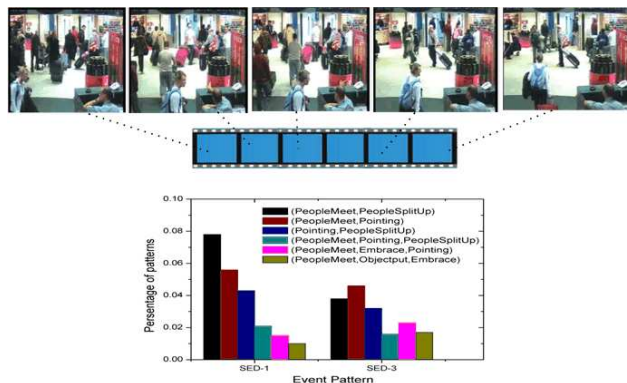 0.10
0.08
0.06
0.04
0.02
0.00
Persentage of patterns
(PeopleMeet,PeopleSplitUp)
(PeopleMeet,Pointing)
(Pointing,PeopleSplitUp)
(PeopleMeet,Pointing,PeopleSplitUp)
(PeopleMeet,Embrace,Pointing)
(PeopleMeet,Objectput,Embrace)
SED-1
SED-3
Event Pattern